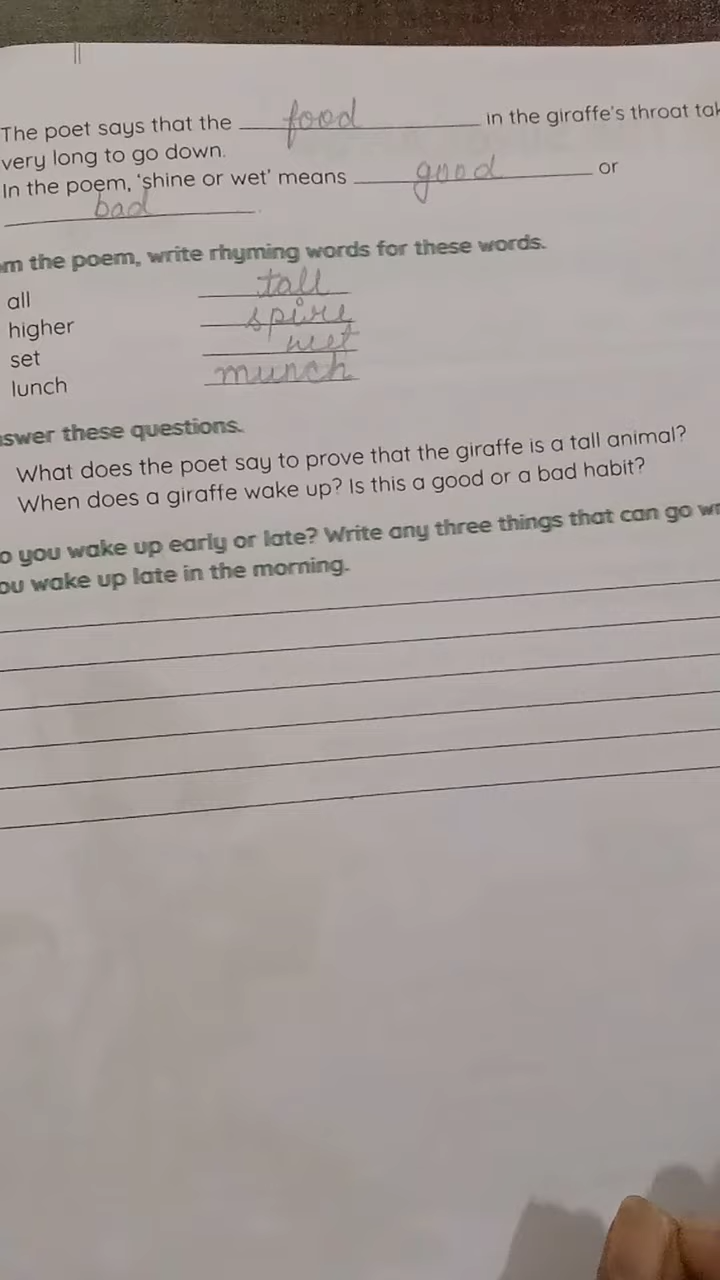 The poet says that the food in the giraffe's throat
very long to go down.
In the poem, 'shine or wet' means good or
bad.
the poem, write rhyming words for these words.
all tall
higher spire
set wet
lunch munch
these questions.
What does the poet say to prove that the giraffe is a tall animal?
When does a giraffe wake up? Is this a good or a bad habit?
you wake up early or late? Write any three things that can go
wake up late in the morning.